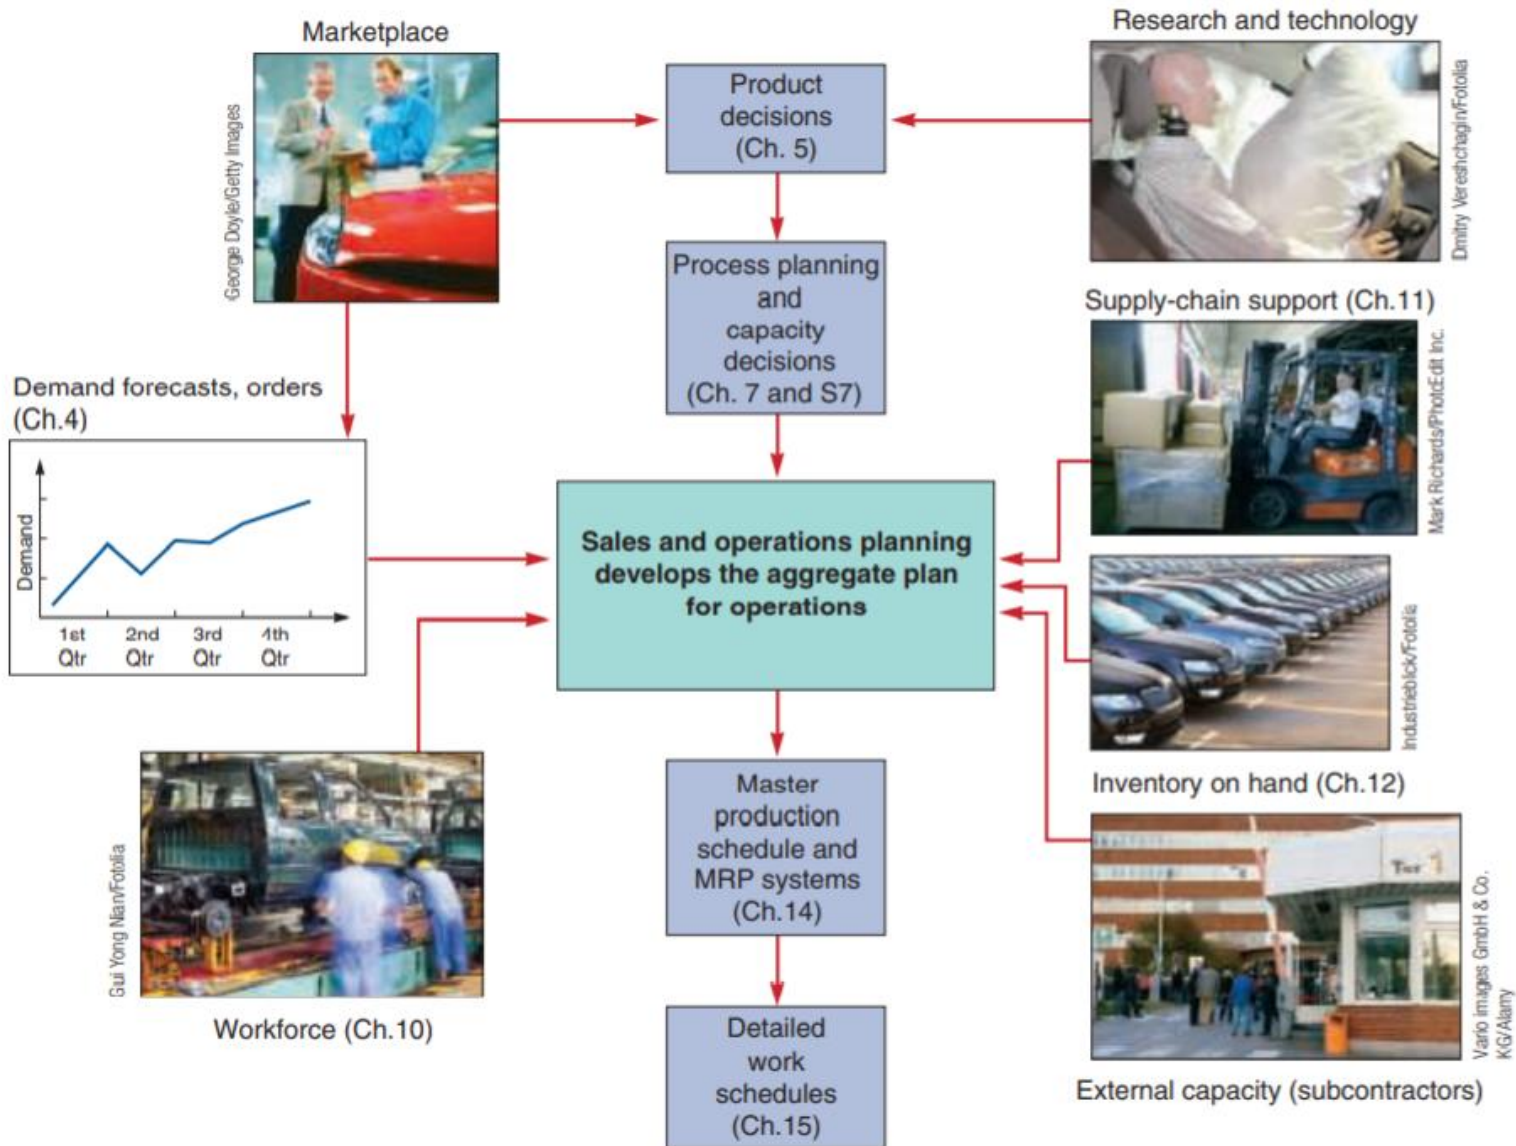 Marketplace
George Doyle/Getty Images
Research and technology
Dmitry Vereshchagin/Fotolia
Product
decisions
(Ch. 5)
Process planning
and
capacity
decisions
(Ch. 7 and S7)
Supply-chain support (Ch.11)
Mark Richards/PhotoEdit Inc.
Demand forecasts, orders
(Ch.4)
Demand
1st
Qtr
2nd
Qtr
3rd
Qtr
4th
Qtr
Sales and operations planning
develops the aggregate plan
for operations
Industrieblick/Fotolia
Inventory on hand (Ch.12)
Gui Yong Nian/Fotolia
Workforce (Ch.10)
Master
production
schedule and
MRP systems
(Ch.14)
Vario images GmbH & Co.
KG/Alamy
External capacity (subcontractors)
Detailed
work
schedules
(Ch.15)